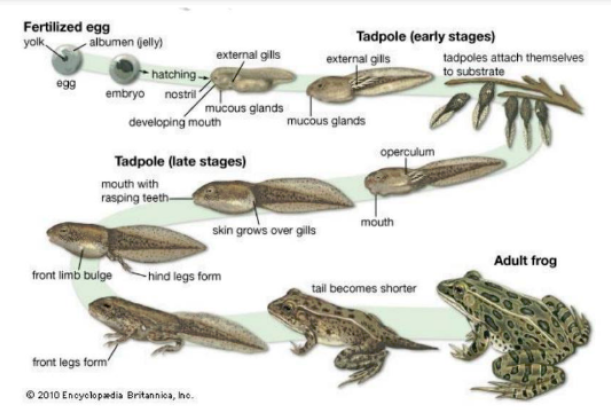 Fertilized egg
yolk
albumen (jelly)
egg
embryo
hatching
nostril
developing mouth
external gills
mucous glands
Tadpole (early stages)
external gills
mucous glands
tadpoles attach themselves
to substrate
operculum
mouth
Tadpole (late stages)
mouth with
rasping teeth
skin grows over gills
front limb bulge
hind legs form
front legs form
tail becomes shorter
Adult frog
© 2010 Encyclopædia Britannica, Inc.